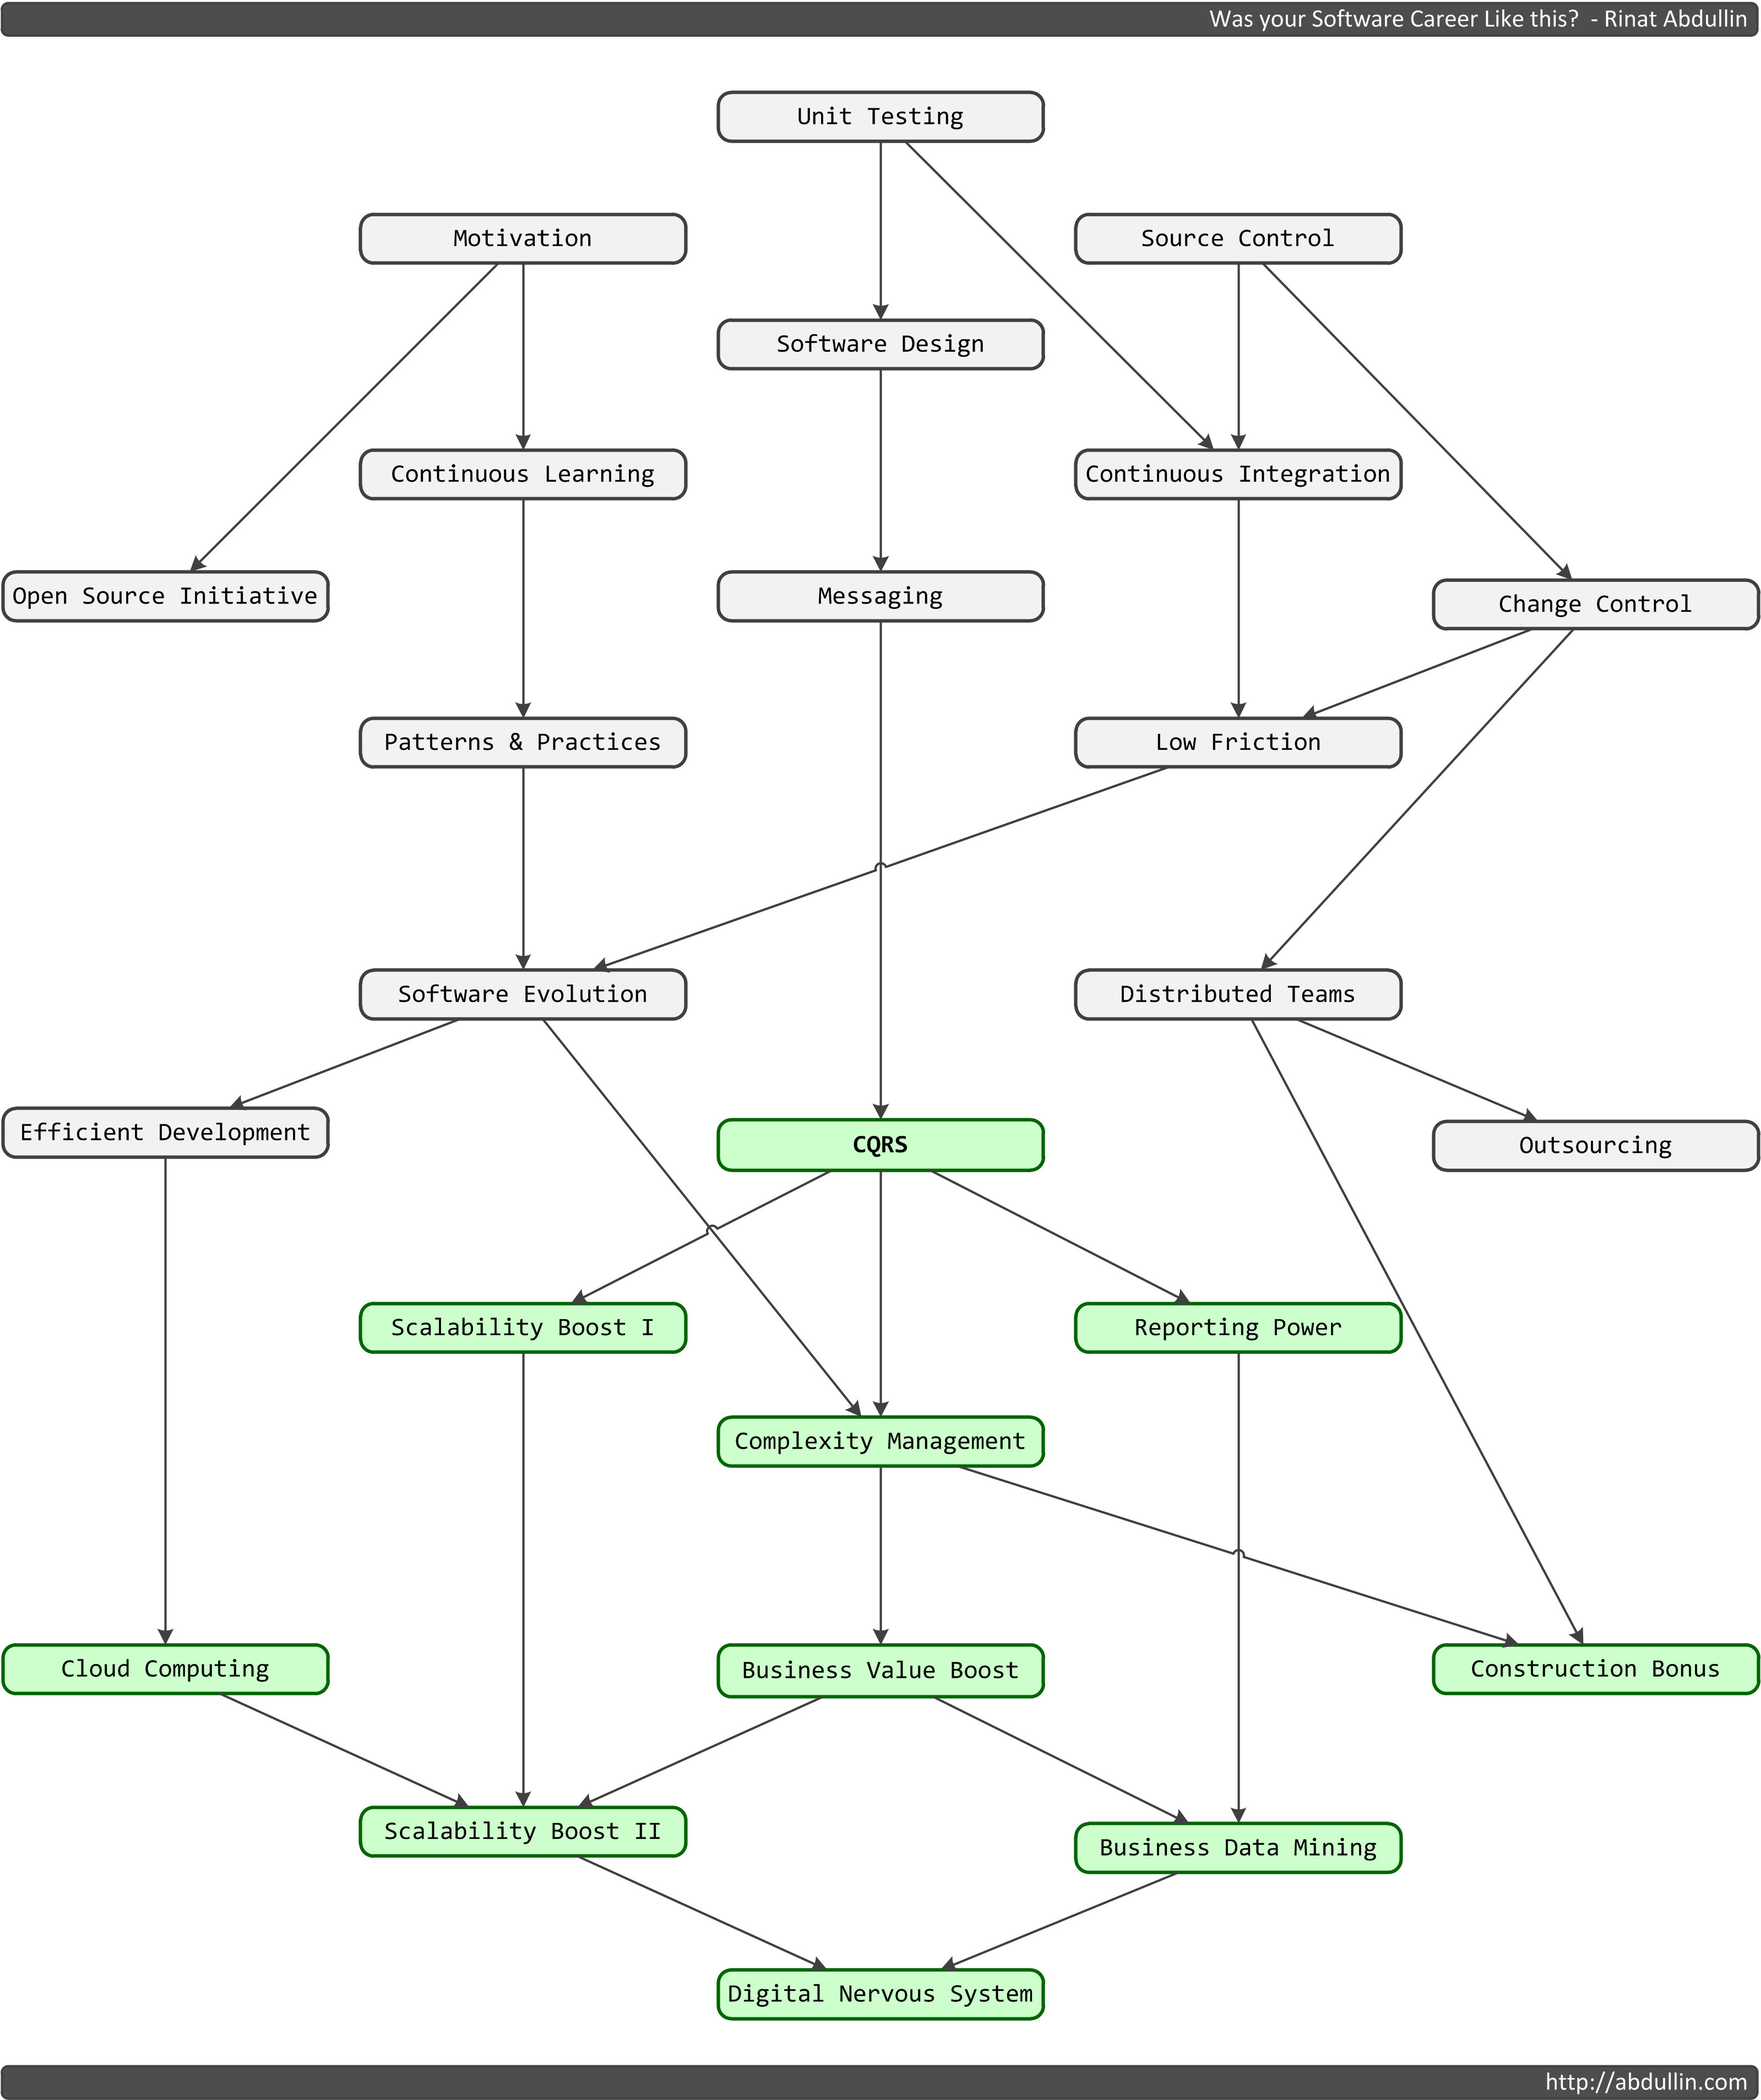 Was your Software Career Like this? - Rinat Abdullin
Unit Testing
Motivation
Source Control
Software Design
Continuous Learning
Continuous Integration
Open Source Initiative
Messaging
Change Control
Patterns & Practices
Low Friction
Software Evolution
Distributed Teams
Efficient Development
CQRS
Outsourcing
Scalability Boost I
Reporting Power
Complexity Management
Cloud Computing
Business Value Boost
Construction Bonus
Scalability Boost II
Business Data Mining
Digital Nervous System
http://abdullin.com